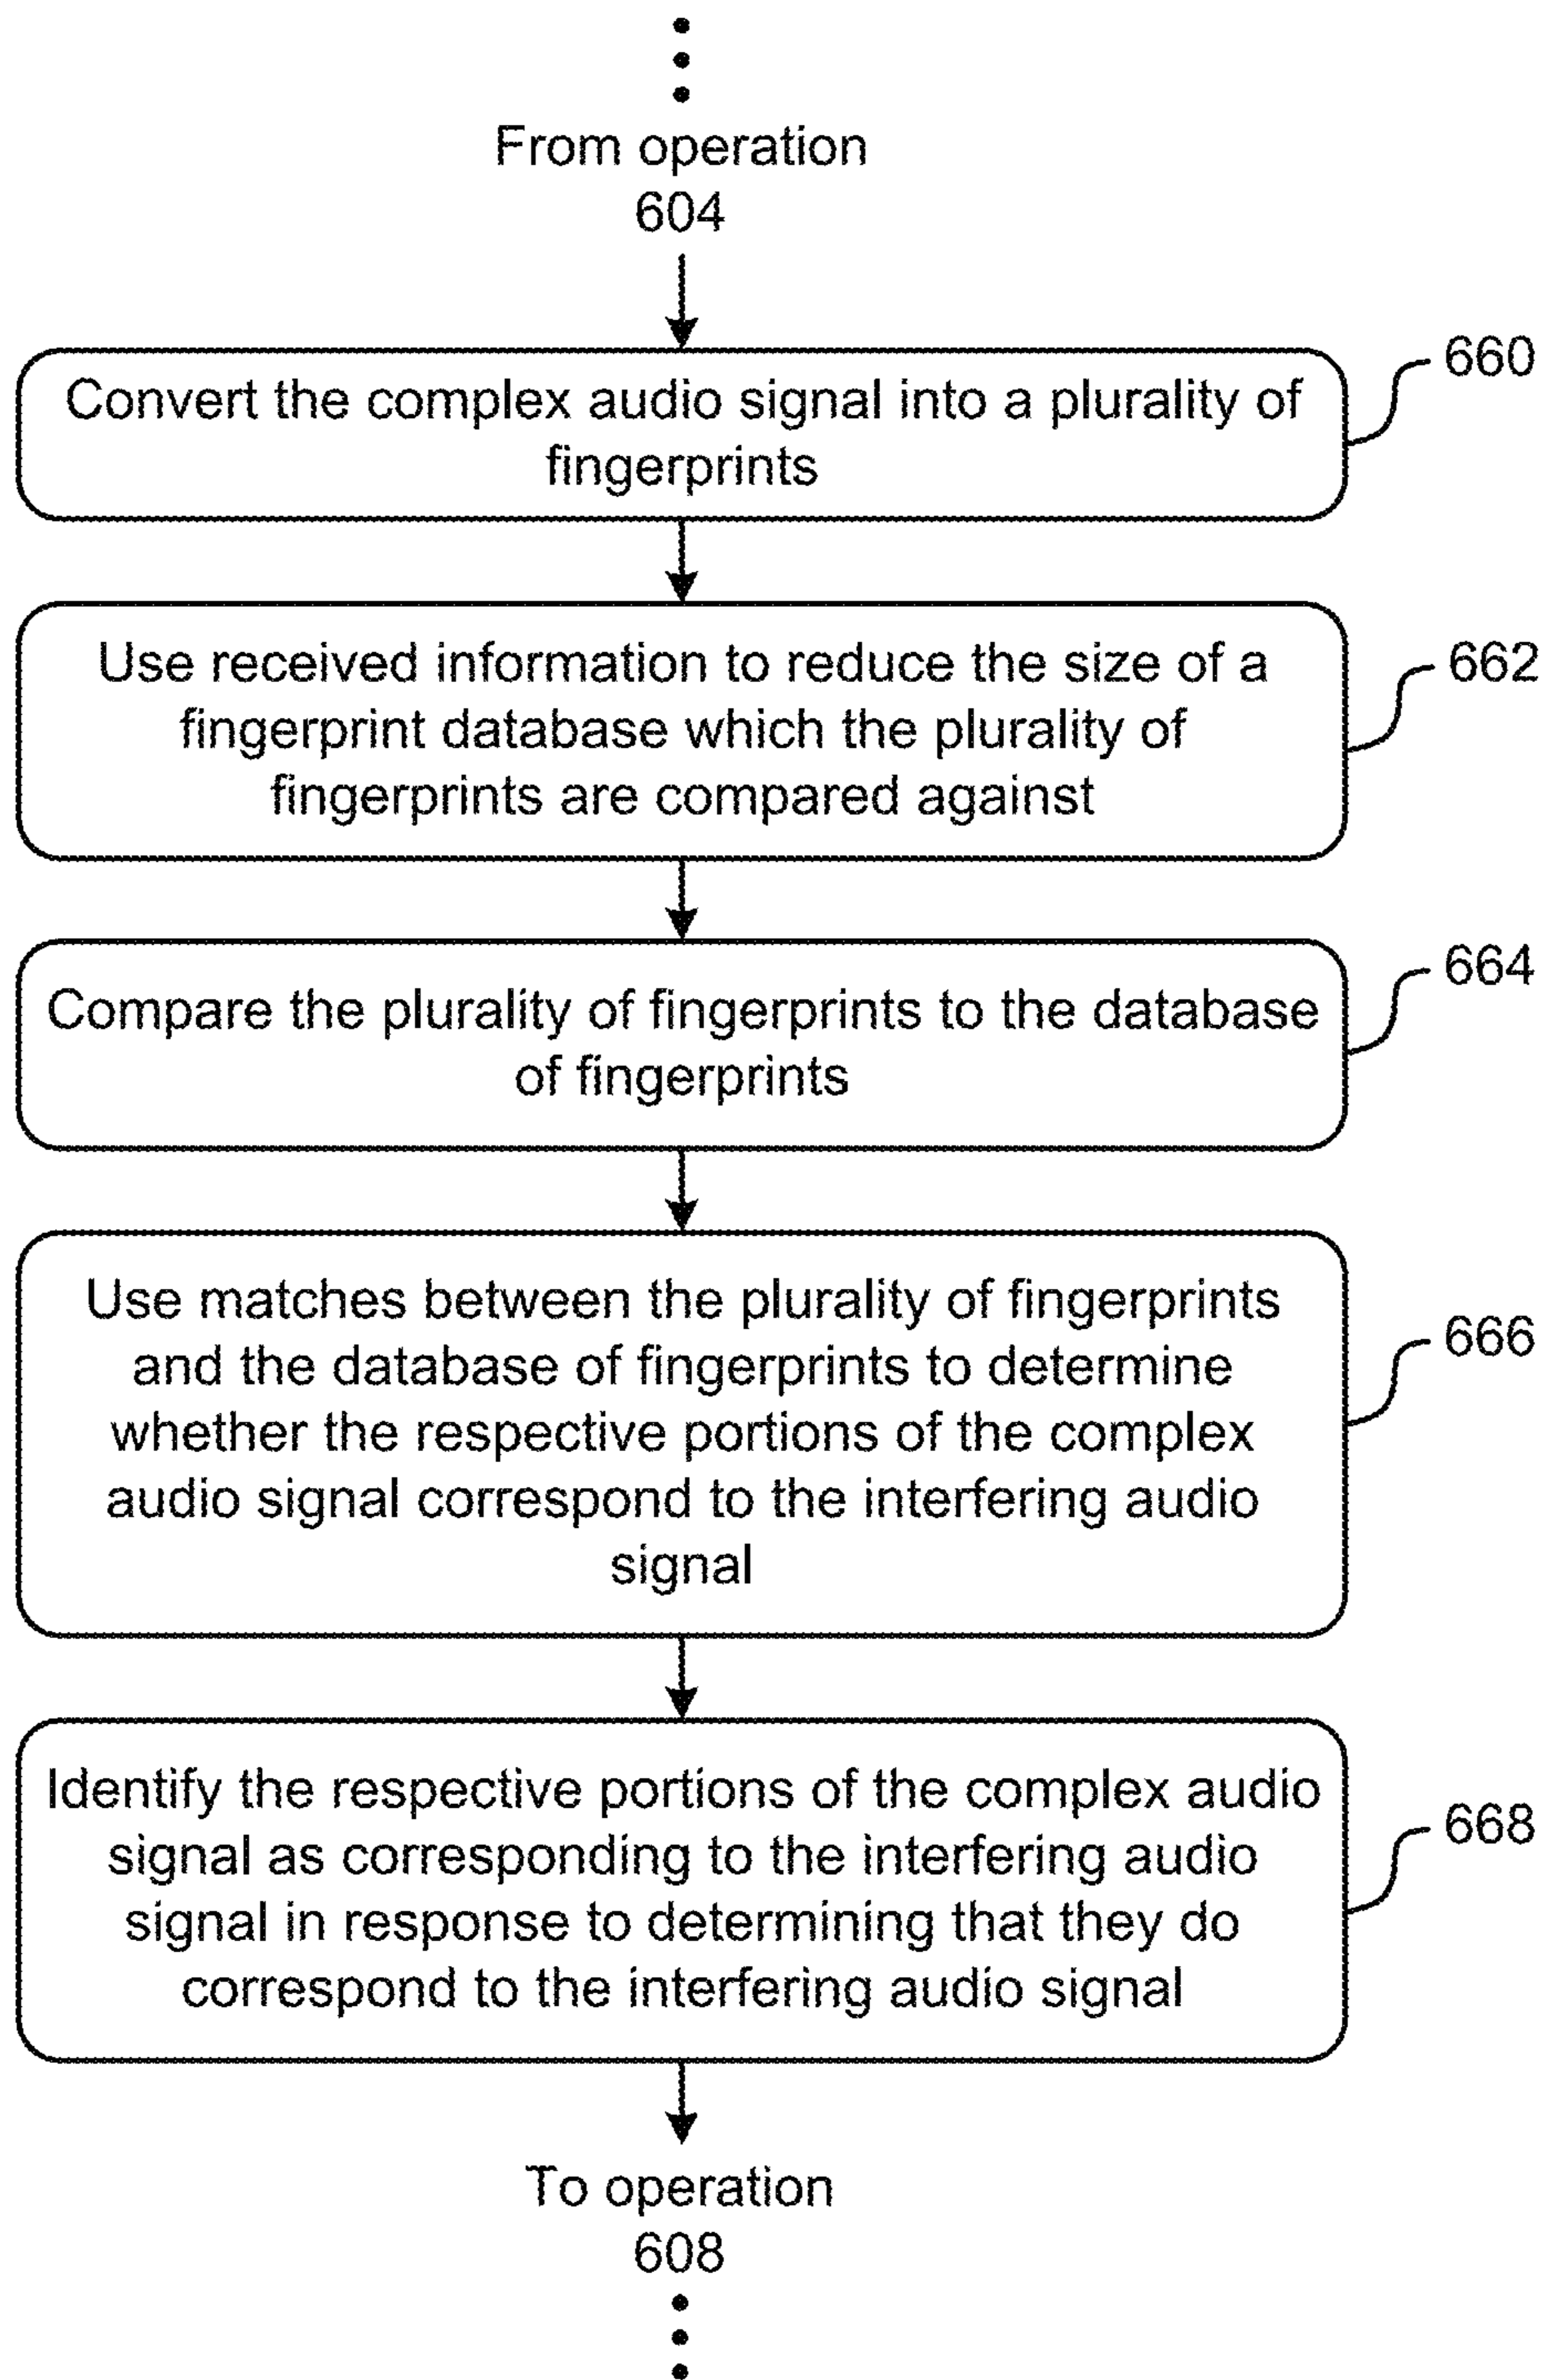 From operation
604
660
Convert the complex audio signal into a plurality of
fingerprints
662
Use received information to reduce the size of a
fingerprint database which the plurality of
fingerprints are compared against
664
Compare the plurality of fingerprints to the database
of fingerprints
666
Use matches between the plurality of fingerprints
and the database of fingerprints to determine
whether the respective portions of the complex
audio signal correspond to the interfering audio
signal
668
Identify the respective portions of the complex audio
signal as corresponding to the interfering audio
signal in response to determining that they do
correspond to the interfering audio signal
To operation
608